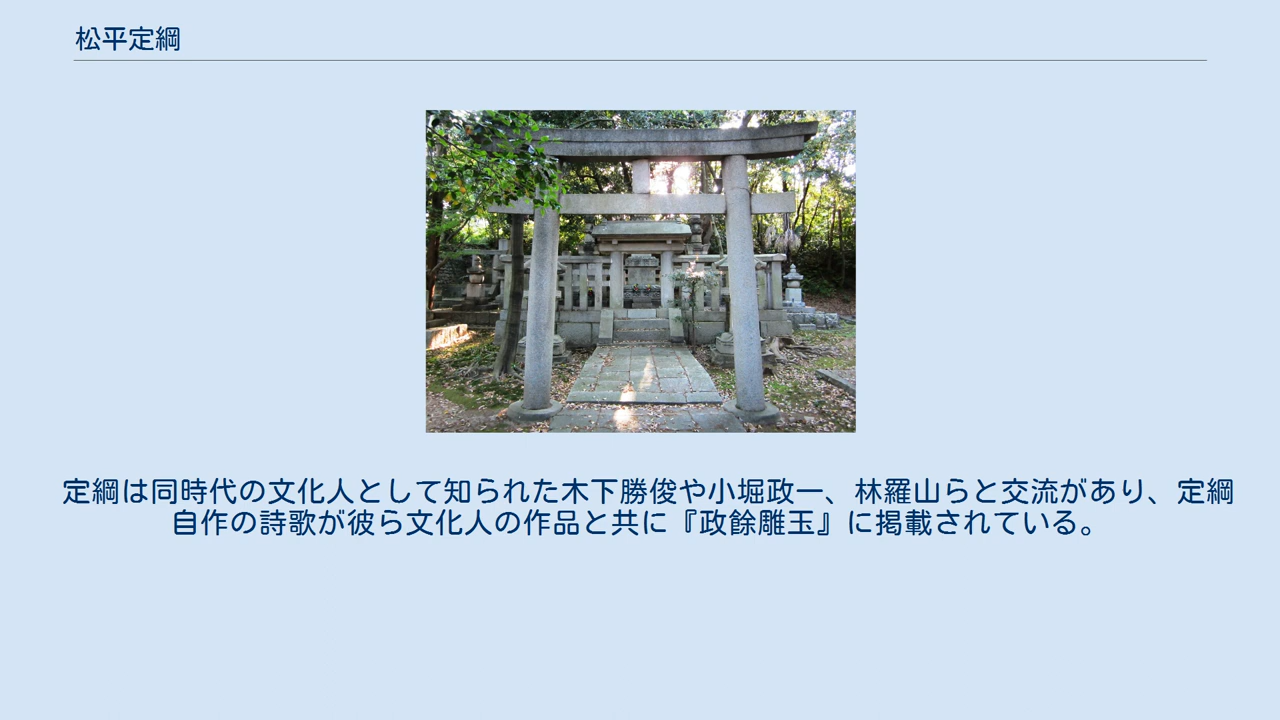 松平定綱
定綱は同時代の文化人として知られた木下勝俊や小堀政一、林羅山らと交流があり、定綱
自作の詩歌が彼ら文化人の作品と共に『政餘雕玉』に掲載されている。